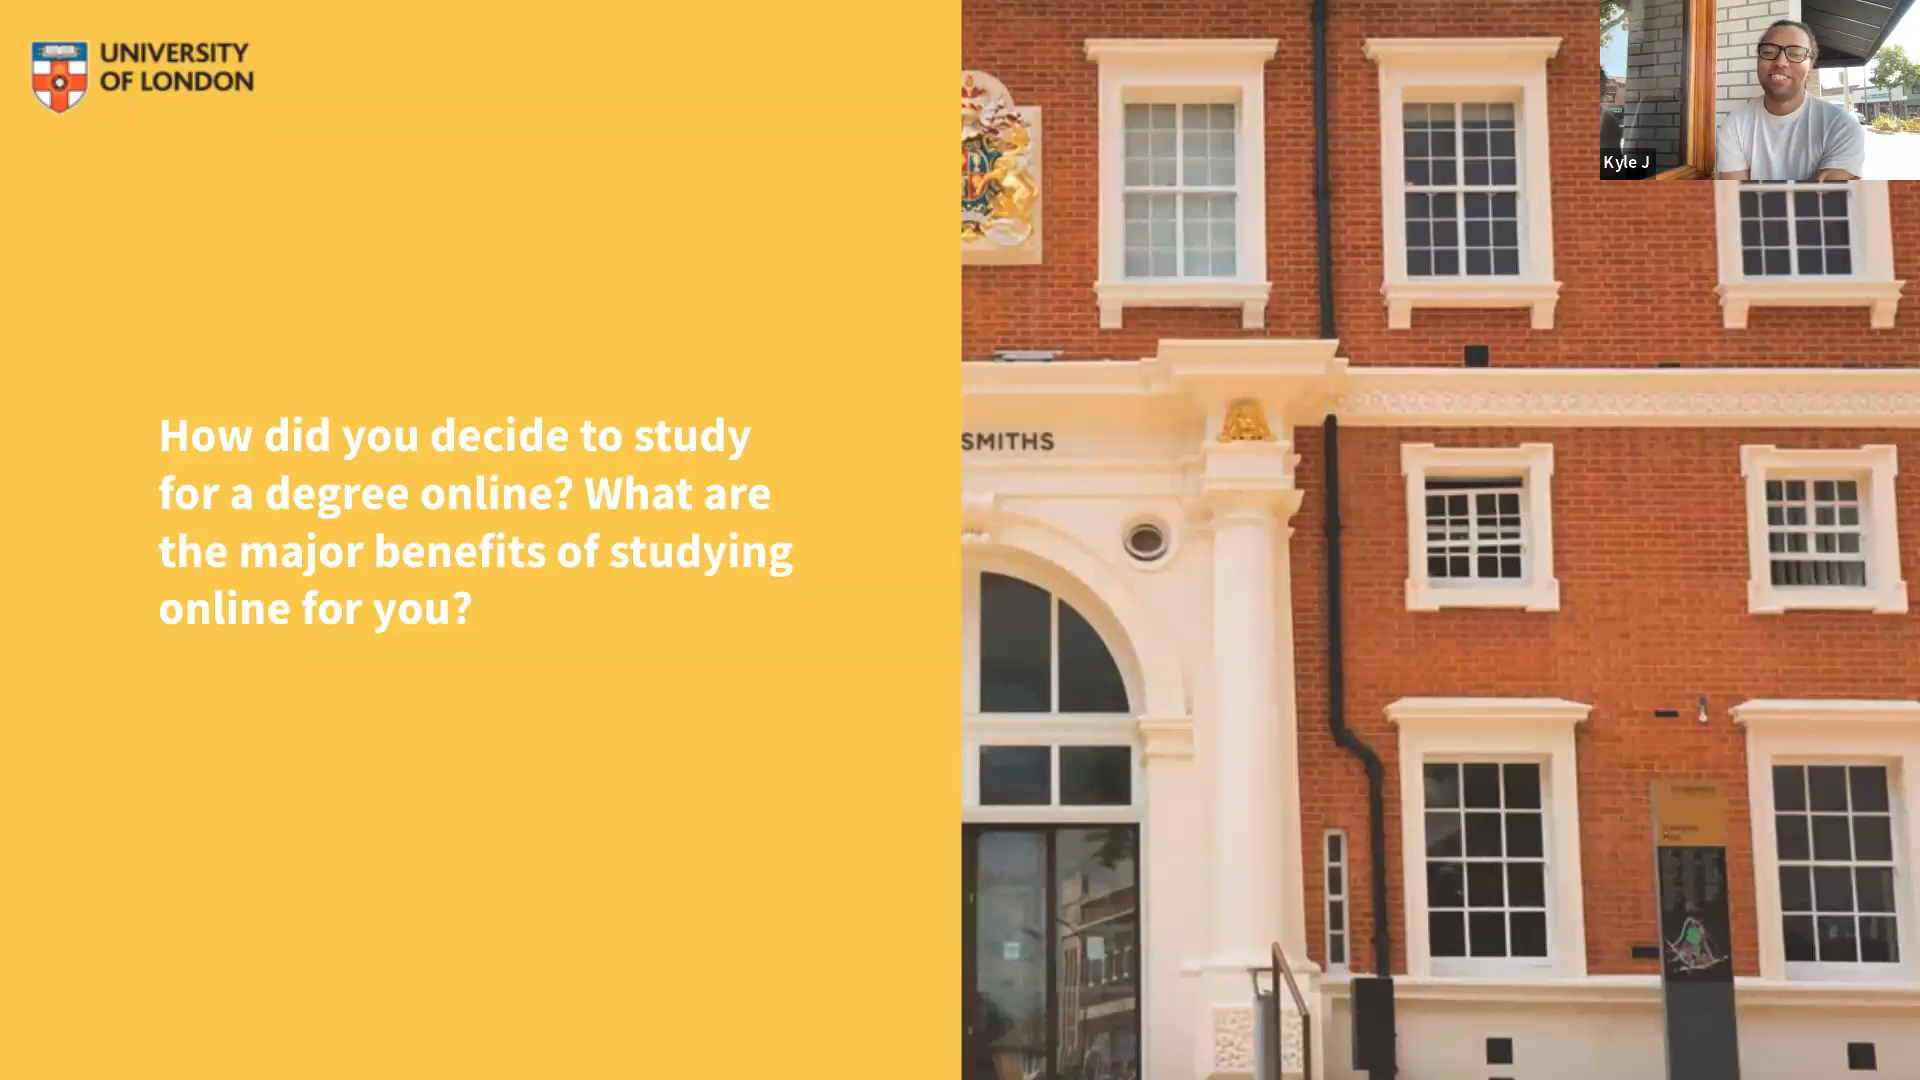 UNIVERSITY
OF LONDON
How did you decide to study
for a degree online? What are
the major benefits of studying
online for you?
SMITHS
Kyle J